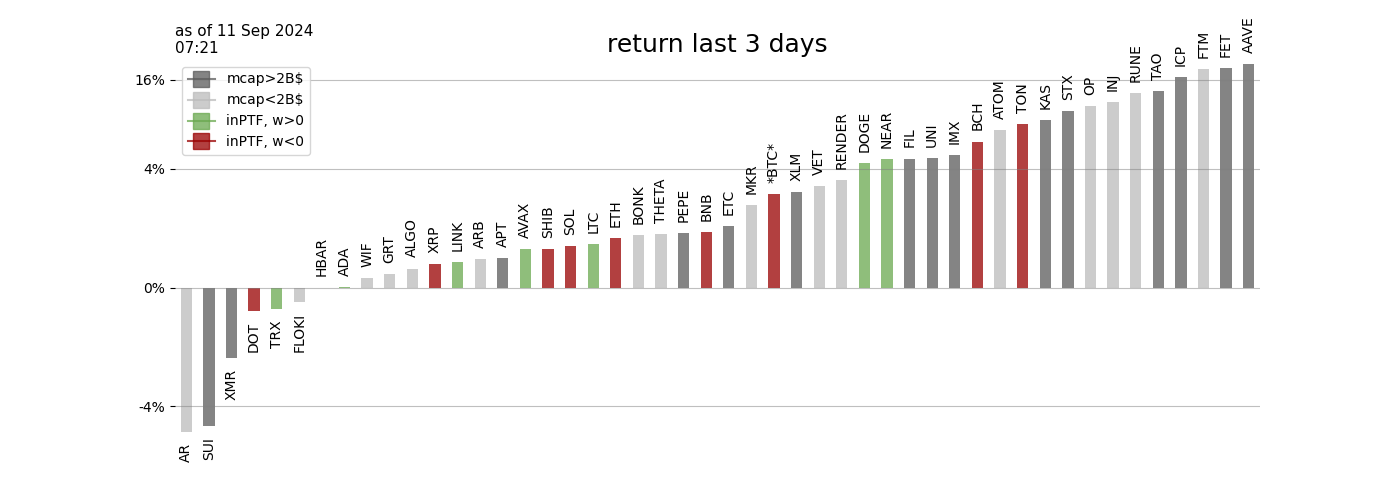 as of 11 Sep 2024
07:21
return last 3 days
mcap>2B$
mcap<2B$
inPTF, w>0
inPTF, w<0
16%
4%
0%
-4%
AR
SUI
XMR
DOT
TRX
FLOKI
HBAR
ADA
WIF
GRT
ALGO
XRP
LINK
ARB
APT
AVAX
SHIB
SOL
LTC
ETH
BONK
THETA
PEPE
BNB
ETC
MKR
*BTC*
XLM
VET
RENDER
DOGE
NEAR
FIL
UNI
IMX
BCH
ATOM
TON
KAS
STX
OP
INJ
RUNE
TAO
ICP
FTM
FET
AAVE